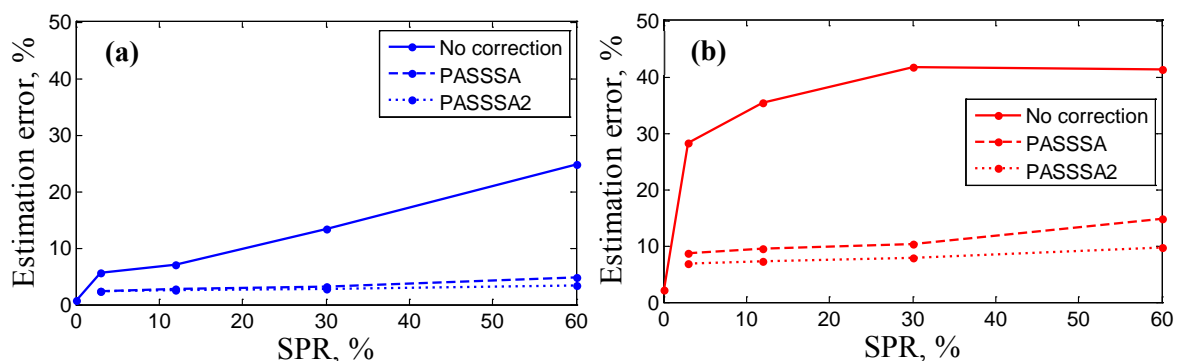 (a)
Estimation error, %
50
40
30
20
10
0
No correction
PASSSA
PASSSA2
0 10 20 30 40 50 60
SPR, %
(b)
Estimation error, %
50
40
30
20
10
0
No correction
PASSSA
PASSSA2
0 10 20 30 40 50 60
SPR, %